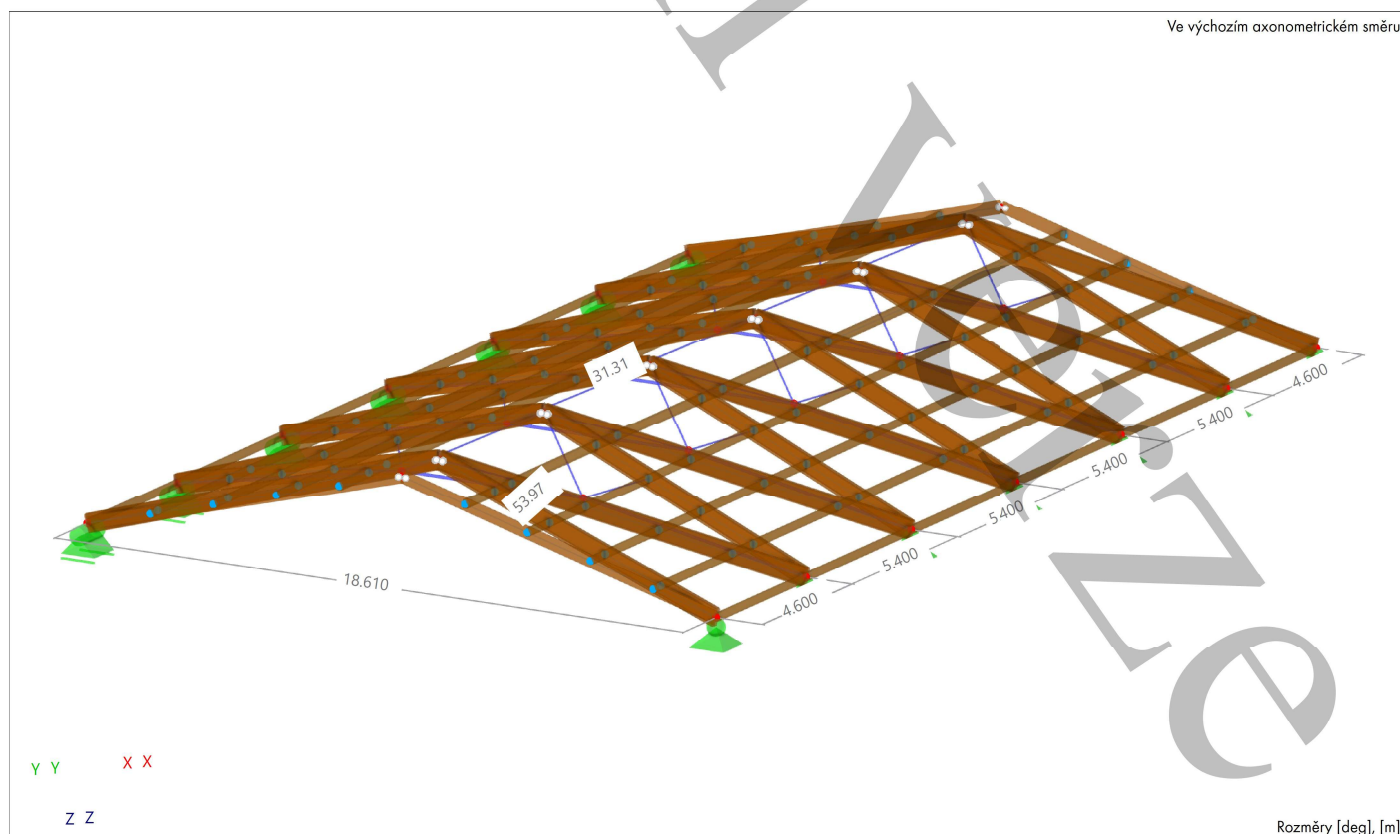 Ve výchozím axonometrickém směru
31.31
4.600
5.400
5.400
53.97
5.400
5.400
18.610
4.600
Y Y X X
Z Z
Rozměry [deg], [m]